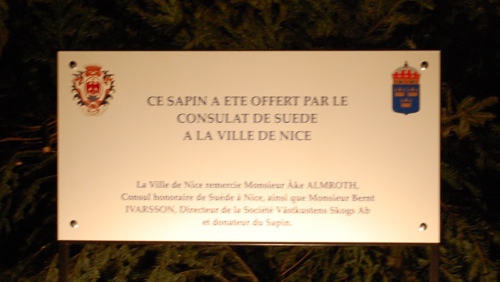 CE SAPIN A ETE OFFERT PAR LE
CONSULAT DE SUEDE
A LA VILLE DE NICE
La Ville de Nice remercie Monsieur Åke ALMROTH,
Consul honoraire de Suède à Nice, ainsi que Monsieur Bernt
IVARSSON, Directeur de la Société Västkustens Skogs Ab
et donateur du Sapin.